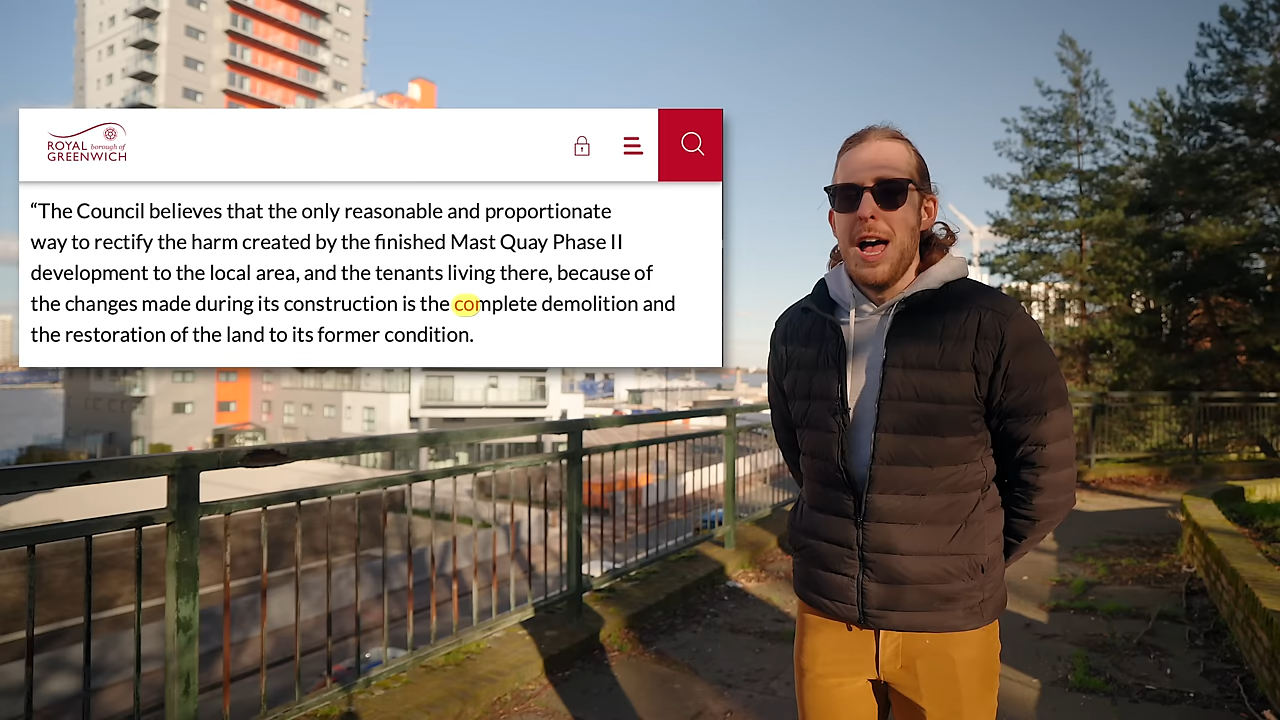 ROYAL borough of
GREENWICH
“The Council believes that the only reasonable and proportionate
way to rectify the harm created by the finished Mast Quay Phase II
development to the local area, and the tenants living there, because of
the changes made during its construction is the complete demolition and
the restoration of the land to its former condition.